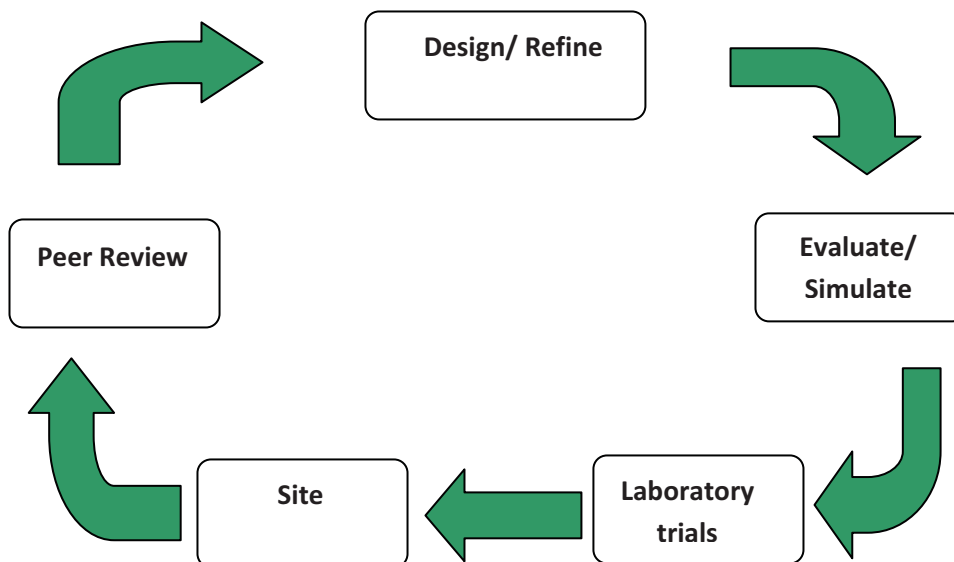 Design/ Refine
Peer Review
Evaluate/
Simulate
Site
Laboratory
trials